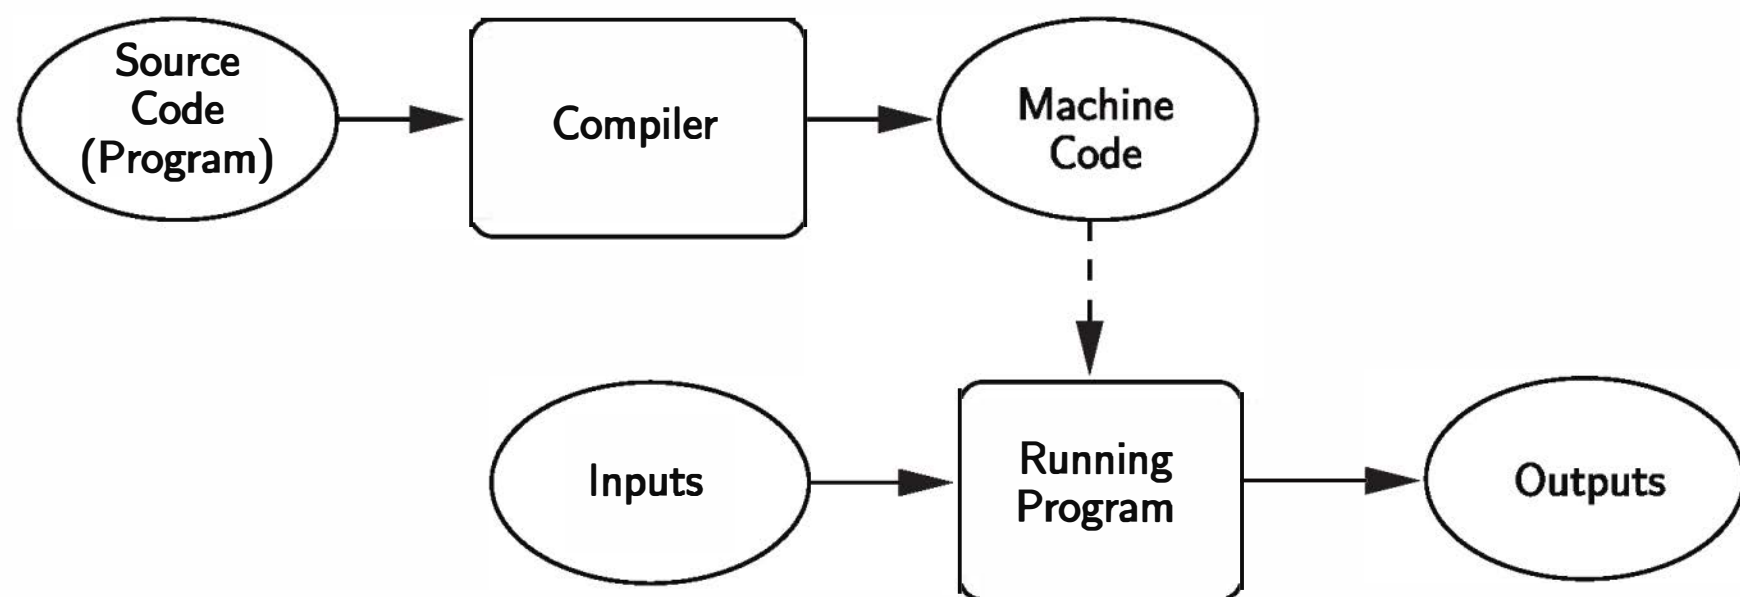 Source
Code
(Program)
Compiler
Machine
Code
Inputs
Running
Program
Outputs